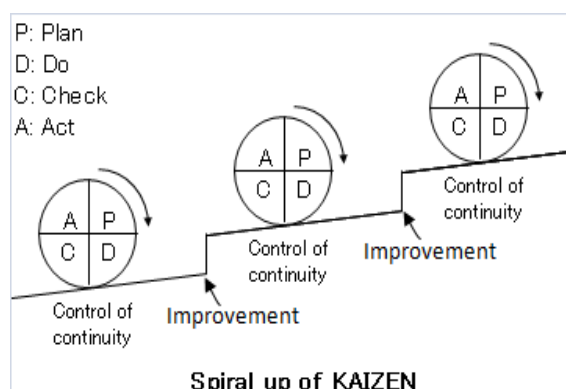 P: Plan
D: Do
C: Check
A: Act
A P
C D
Control of
continuity
Improvement
A P
C D
Control of
continuity
Improvement
A P
C D
Control of
continuity
Spiral up of KAIZEN